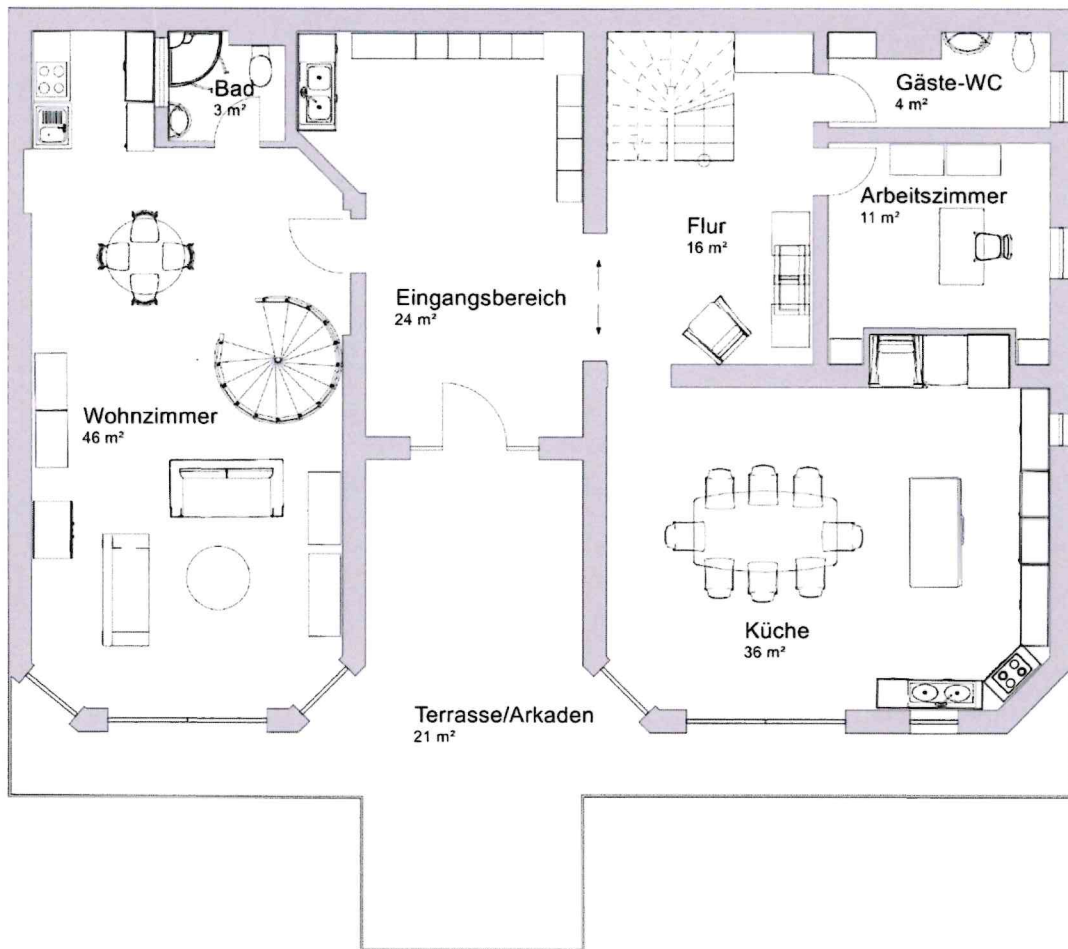 Bad
3 m²
Gäste-WC
4 m²
Arbeitszimmer
11 m²
Flur
16 m²
Eingangsbereich
24 m²
Wohnzimmer
46 m²
Küche
36 m²
Terrasse/Arkaden
21 m²